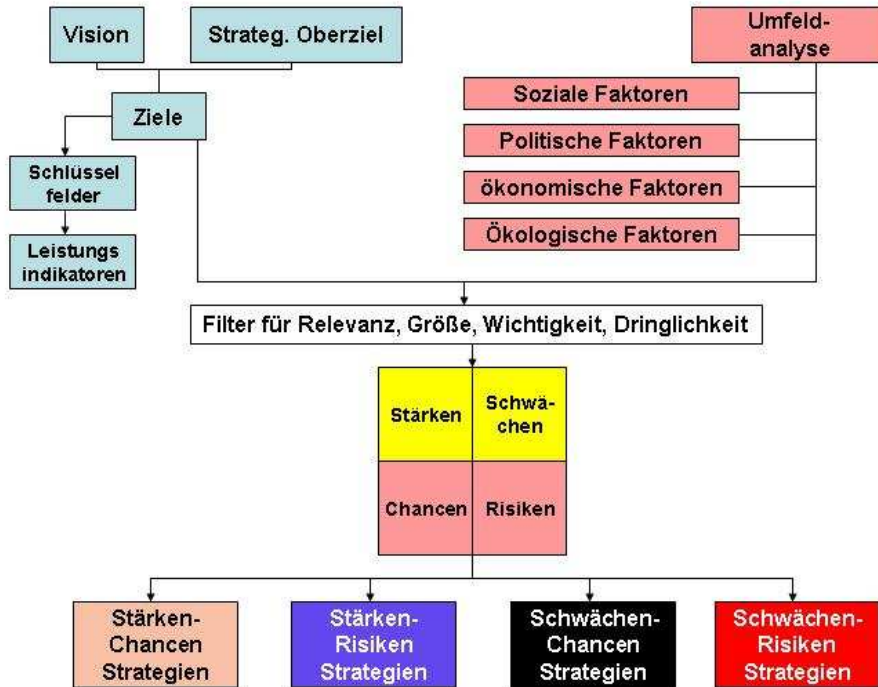 Vision
Strateg. Oberziel
Umfeld-
analyse
Ziele
Soziale Faktoren
Politische Faktoren
ökonomische Faktoren
Ökologische Faktoren
Schlüssel
felder
Leistungs
indikatoren
Filter für Relevanz, Größe, Wichtigkeit, Dringlichkeit
Stärken
Schwä-
chen
Chancen
Risiken
Stärken-
Chancen
Strategien
Stärken-
Risiken
Strategien
Schwächen-
Chancen
Strategien
Schwächen-
Risiken
Strategien